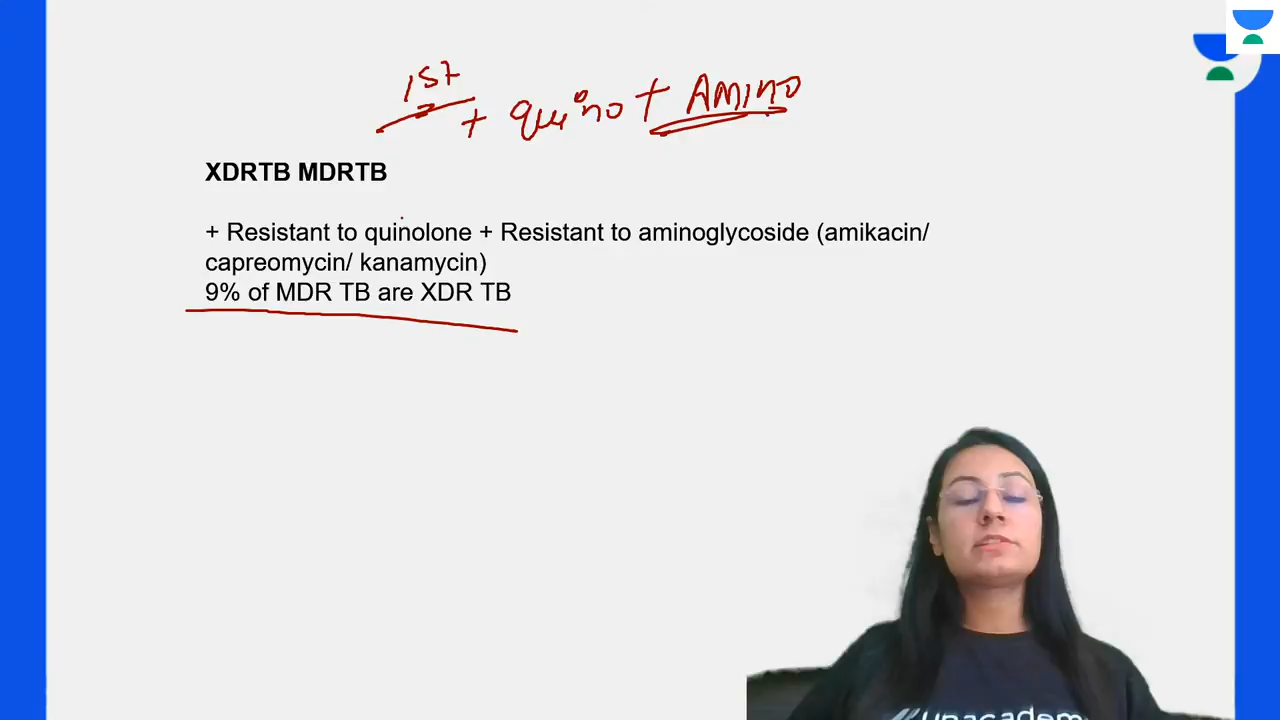 1st
+ quino + AMINO
XDRTB MDRTB
+ Resistant to quinolone + Resistant to aminoglycoside (amikacin/
capreomycin/ kanamycin)
9% of MDR TB are XDR TB